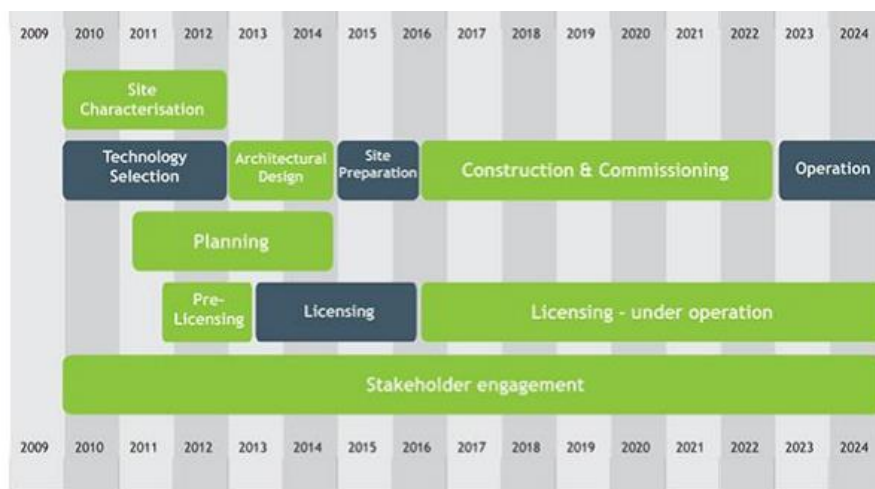 2009 2010 2011 2012 2013 2014 2015 2016 2017 2018 2019 2020 2021 2022 2023 2024
Site
Characterisation
Technology
Selection
Architectural
Design
Site
Preparation
Construction & Commissioning
Operation
Planning
Pre-
Licensing
Licensing
Licensing - under operation
Stakeholder engagement
2009 2010 2011 2012 2013 2014 2015 2016 2017 2018 2019 2020 2021 2022 2023 2024